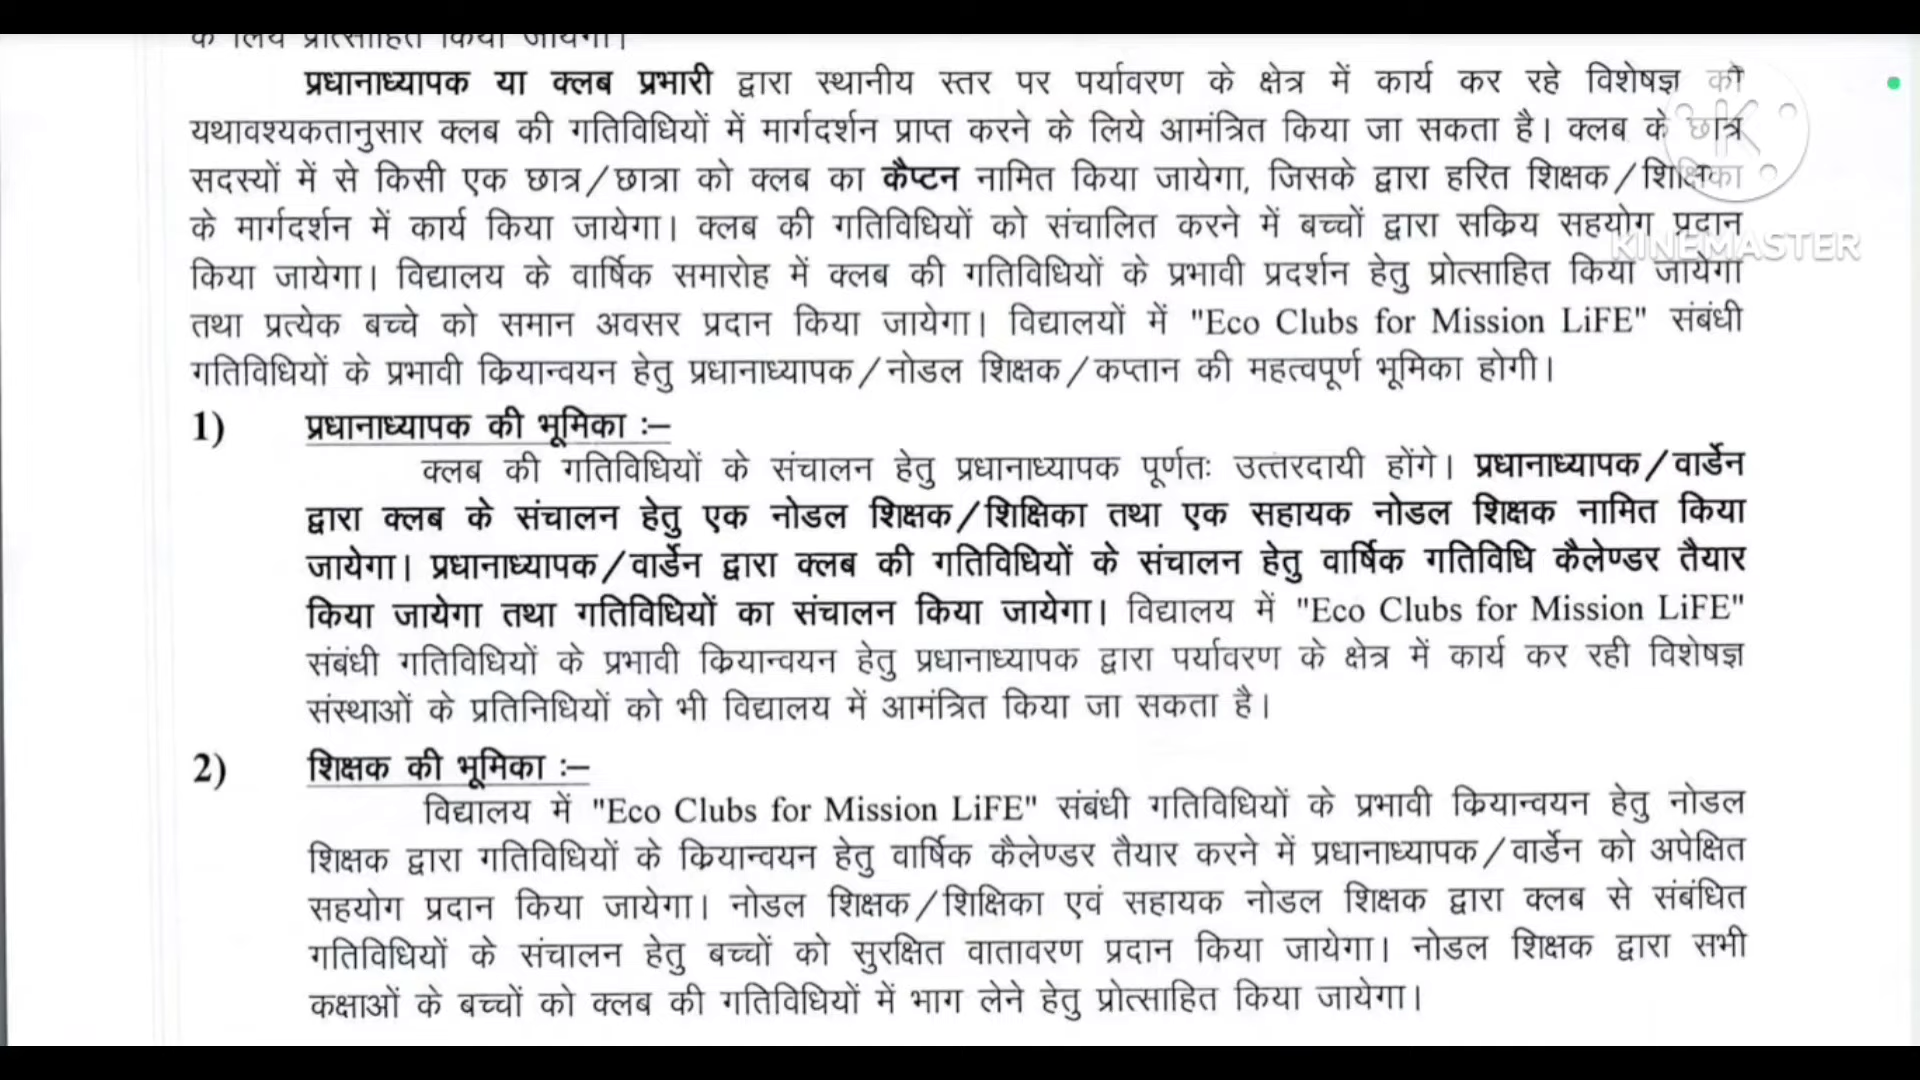 के लिये प्रोत्साहित किया जायेगा।
प्रधानाध्यापक या क्लब प्रभारी द्वारा स्थानीय स्तर पर पर्यावरण के क्षेत्र में कार्य कर रहे विशेषज्ञ को
यथावश्यकतानुसार क्लब की गतिविधियों में मार्गदर्शन प्राप्त करने के लिये आमंत्रित किया जा सकता है। क्लब के छात्र
सदस्यों में से किसी एक छात्र/छात्रा को क्लब का कैप्टन नामित किया जायेगा, जिसके द्वारा हरित शिक्षक/शिक्षिका
के मार्गदर्शन में कार्य किया जायेगा। क्लब की गतिविधियों को संचालित करने में बच्चों द्वारा सक्रिय सहयोग प्रदान
KINEMASTER
किया जायेगा। विद्यालय के वार्षिक समारोह में क्लब की गतिविधियों के प्रभावी प्रदर्शन हेतु प्रोत्साहित किया जायेगा
तथा प्रत्येक बच्चे को समान अवसर प्रदान किया जायेगा। विद्यालयों में "Eco Clubs for Mission LiFE" संबंधी
गतिविधियों के प्रभावी क्रियान्वयन हेतु प्रधानाध्यापक/नोडल शिक्षक/कप्तान की महत्वपूर्ण भूमिका होगी।
1) प्रधानाध्यापक की भूमिका :–
क्लब की गतिविधियों के संचालन हेतु प्रधानाध्यापक पूर्णतः उत्तरदायी होंगे। प्रधानाध्यापक/वार्डेन
द्वारा क्लब के संचालन हेतु एक नोडल शिक्षक/शिक्षिका तथा एक सहायक नोडल शिक्षक नामित किया
जायेगा। प्रधानाध्यापक/वार्डेन द्वारा क्लब की गतिविधियों के संचालन हेतु वार्षिक गतिविधि कैलेण्डर तैयार
किया जायेगा तथा गतिविधियों का संचालन किया जायेगा। विद्यालय में "Eco Clubs for Mission LiFE"
संबंधी गतिविधियों के प्रभावी क्रियान्वयन हेतु प्रधानाध्यापक द्वारा पर्यावरण के क्षेत्र में कार्य कर रही विशेषज्ञ
संस्थाओं के प्रतिनिधियों को भी विद्यालय में आमंत्रित किया जा सकता है।
2) शिक्षक की भूमिका :–
विद्यालय में "Eco Clubs for Mission LiFE" संबंधी गतिविधियों के प्रभावी क्रियान्वयन हेतु नोडल
शिक्षक द्वारा गतिविधियों के क्रियान्वयन हेतु वार्षिक कैलेण्डर तैयार करने में प्रधानाध्यापक/वार्डेन को अपेक्षित
सहयोग प्रदान किया जायेगा। नोडल शिक्षक/शिक्षिका एवं सहायक नोडल शिक्षक द्वारा क्लब से संबंधित
गतिविधियों के संचालन हेतु बच्चों को सुरक्षित वातावरण प्रदान किया जायेगा। नोडल शिक्षक द्वारा सभी
कक्षाओं के बच्चों को क्लब की गतिविधियों में भाग लेने हेतु प्रोत्साहित किया जायेगा।